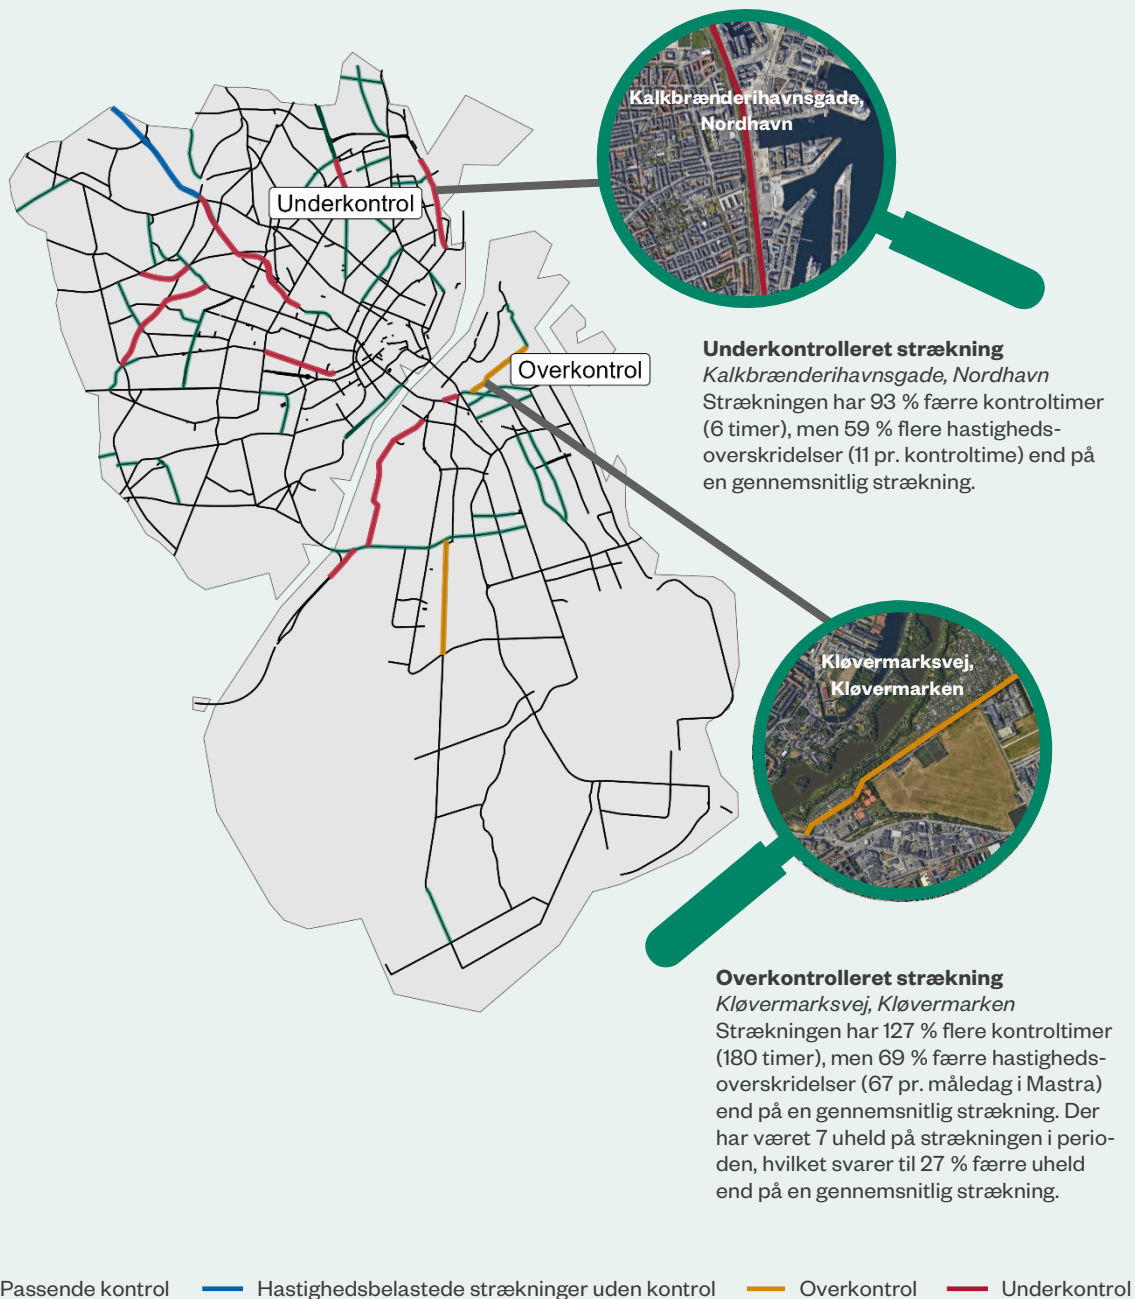 Kalkbrænderihavnsgade,
Nordhavn
Underkontrol
Overkontrol
Underkontrolleret strækning
Kalkbrænderihavnsgade, Nordhavn
Strækningen har 93 % færre kontroltimer
(6 timer), men 59 % flere hastigheds-
overskridelser (11 pr. kontroltime) end på
en gennemsnitlig strækning.
Kløvermarksvej,
Kløvermarken
Overkontrolleret strækning
Kløvermarksvej, Kløvermarken
Strækningen har 127 % flere kontroltimer
(180 timer), men 69 % færre hastigheds-
overskridelser (67 pr. måledag i Mastra)
end på en gennemsnitlig strækning. Der
har været 7 uheld på strækningen i perio-
den, hvilket svarer til 27 % færre uheld
end på en gennemsnitlig strækning.
Passende kontrol Hastighedsbelastede strækninger uden kontrol Overkontrol Underkontrol